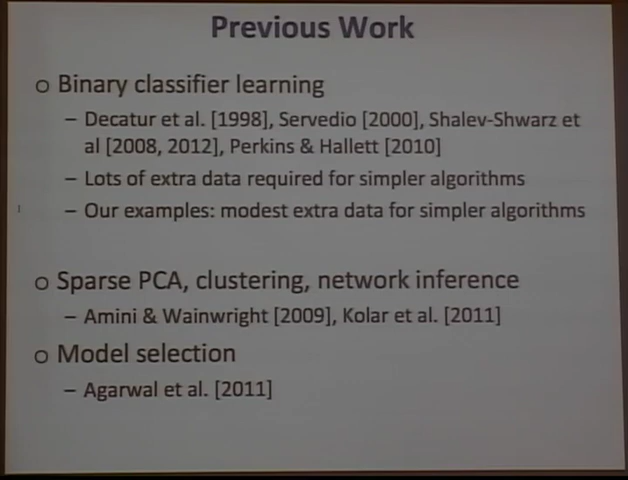 Previous Work
o Binary classifier learning
– Decatur et al. [1998], Servedio [2000], Shalev-Shwarz et
al [2008, 2012], Perkins & Hallett [2010]
– Lots of extra data required for simpler algorithms
– Our examples: modest extra data for simpler algorithms
o Sparse PCA, clustering, network inference
– Amini & Wainwright [2009], Kolar et al. [2011]
o Model selection
– Agarwal et al. [2011]